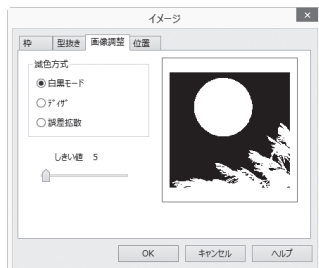 イメージ
枠 型抜き 画像調整 位置
減色方式
白黒モード
ﾃﾞｨｻﾞ
誤差拡散
しきい値 5
OK キャンセル ヘルプ